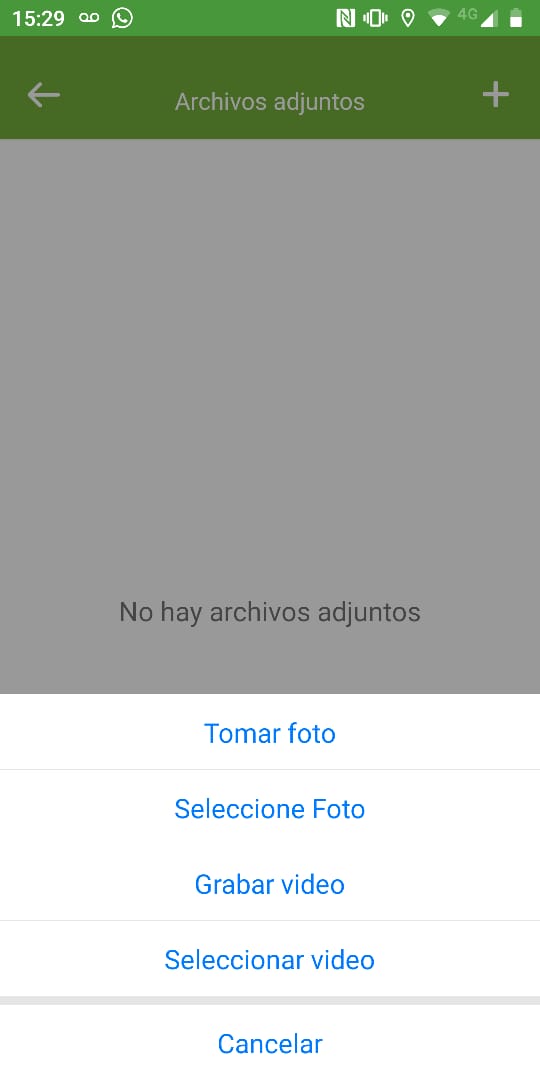 15:29
4G
Archivos adjuntos
No hay archivos adjuntos
Tomar foto
Seleccione Foto
Grabar video
Seleccionar video
Cancelar